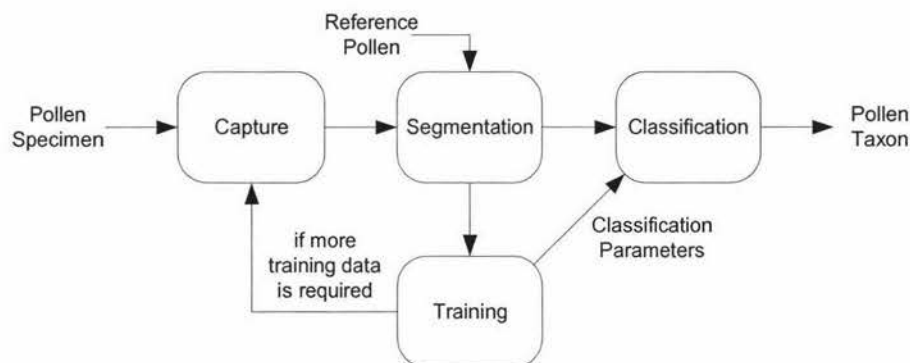 Reference
Pollen
Pollen
Specimen
Capture
Segmentation
Classification
Pollen
Taxon
if more
training data
is required
Classification
Parameters
Training